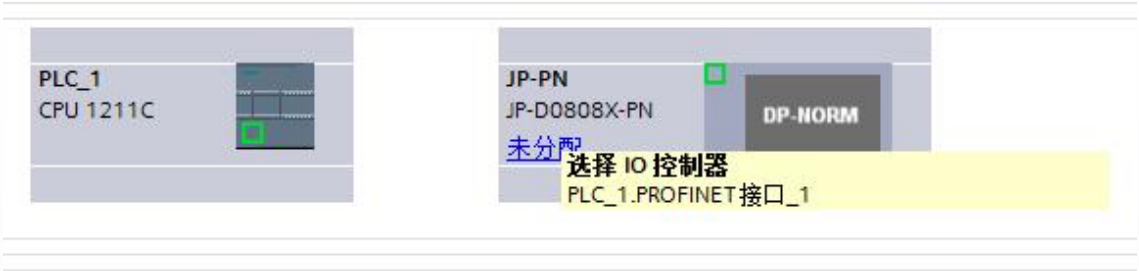 PLC_1
CPU 1211C
JP-PN
JP-D0808X-PN
DP-NORM
未分配
选择 IO 控制器
PLC_1.PROFINET接口_1